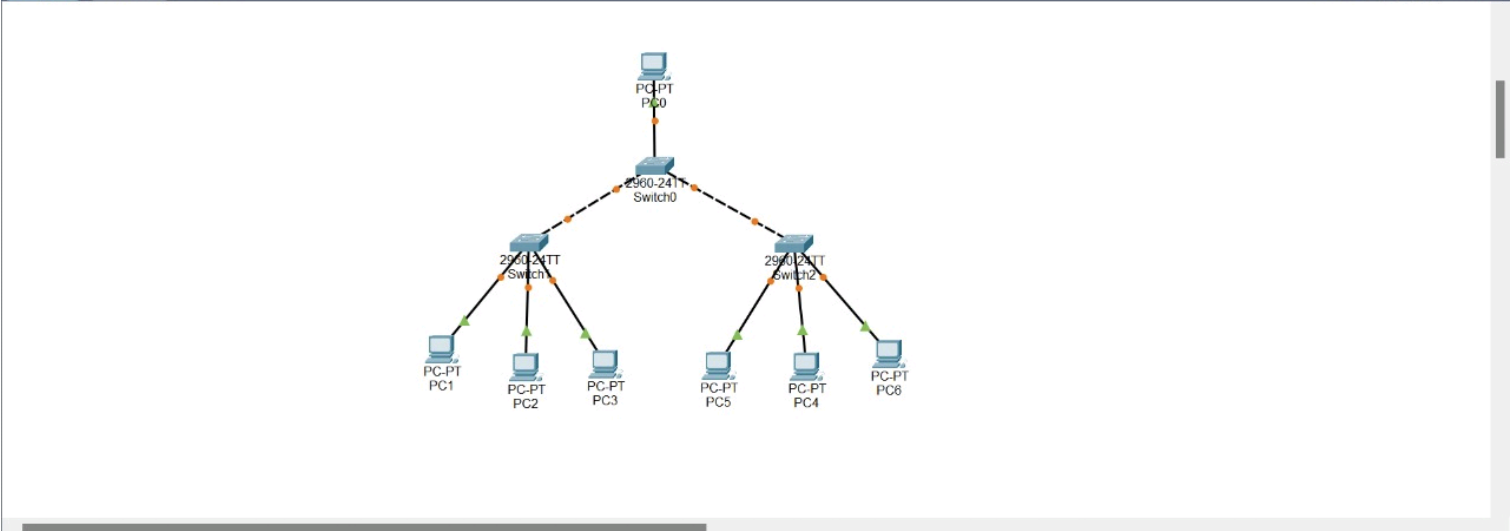 PC-PT
PC0
2960-24TT
Switch0
2960-24TT
Switch1
2960-24TT
Switch2
PC-PT
PC1
PC-PT
PC2
PC-PT
PC3
PC-PT
PC5
PC-PT
PC4
PC-PT
PC6